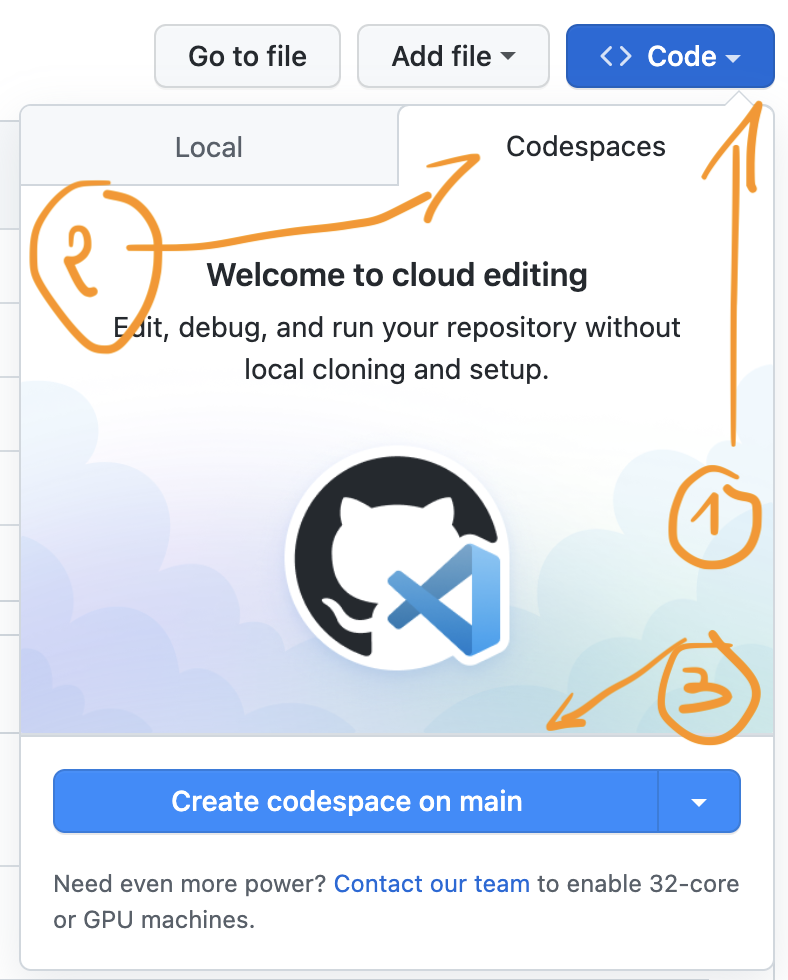 Go to file
Add file
<> Code
Local
Codespaces
2
Welcome to cloud editing
Edit, debug, and run your repository without
local cloning and setup.
1
3
Create codespace on main
Need even more power? Contact our team to enable 32-core
or GPU machines.